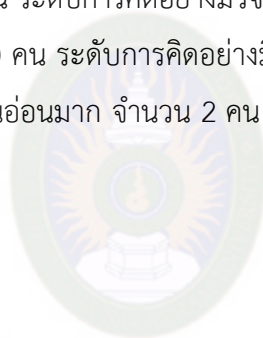 ระดับการคิดอย่างมีวิจ
คน ระดับการคิดอย่างมี
นอ่อนมาก จำนวน 2 คน